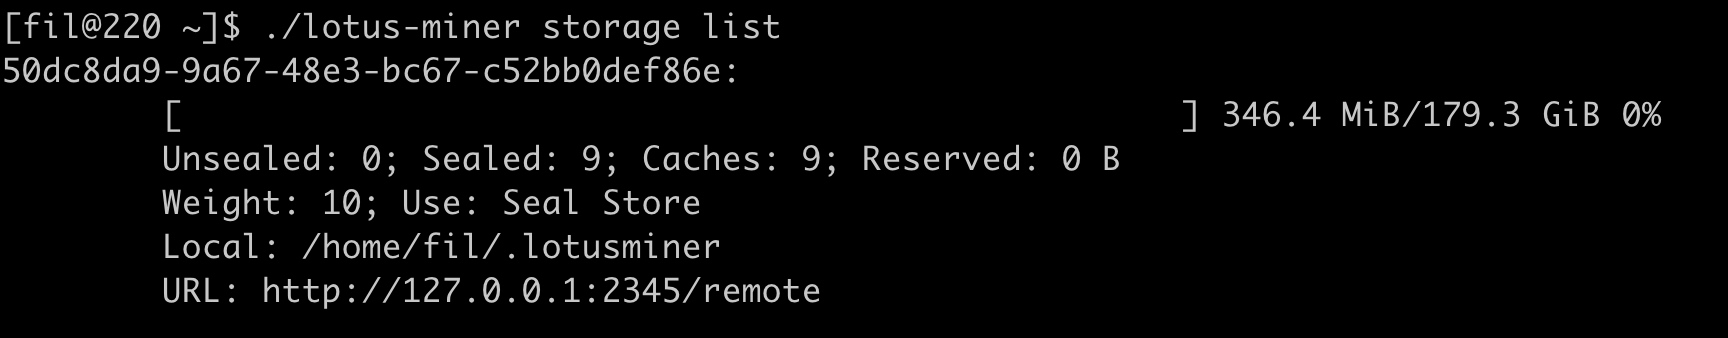 [fil@220 ~]$ ./lotus-miner storage list
50dc8da9-9a67-48e3-bc67-c52bb0def86e:
[                                                  ] 346.4 MiB/179.3 GiB 0%
Unsealed: 0; Sealed: 9; Caches: 9; Reserved: 0 B
Weight: 10; Use: Seal Store
Local: /home/fil/.lotusminer
URL: http://127.0.0.1:2345/remote